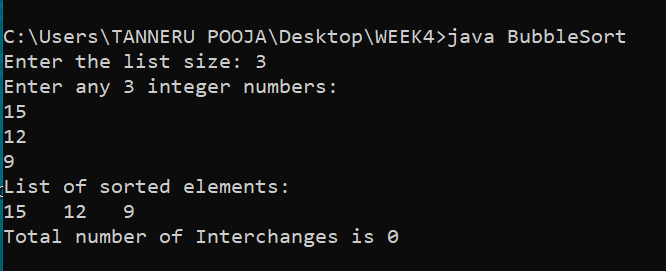 C:\Users\TANNERU POOJA\Desktop\WEEK4>java BubbleSort
Enter the list size: 3
Enter any 3 integer numbers:
15
12
9
List of sorted elements:
15   12   9
Total number of Interchanges is 0